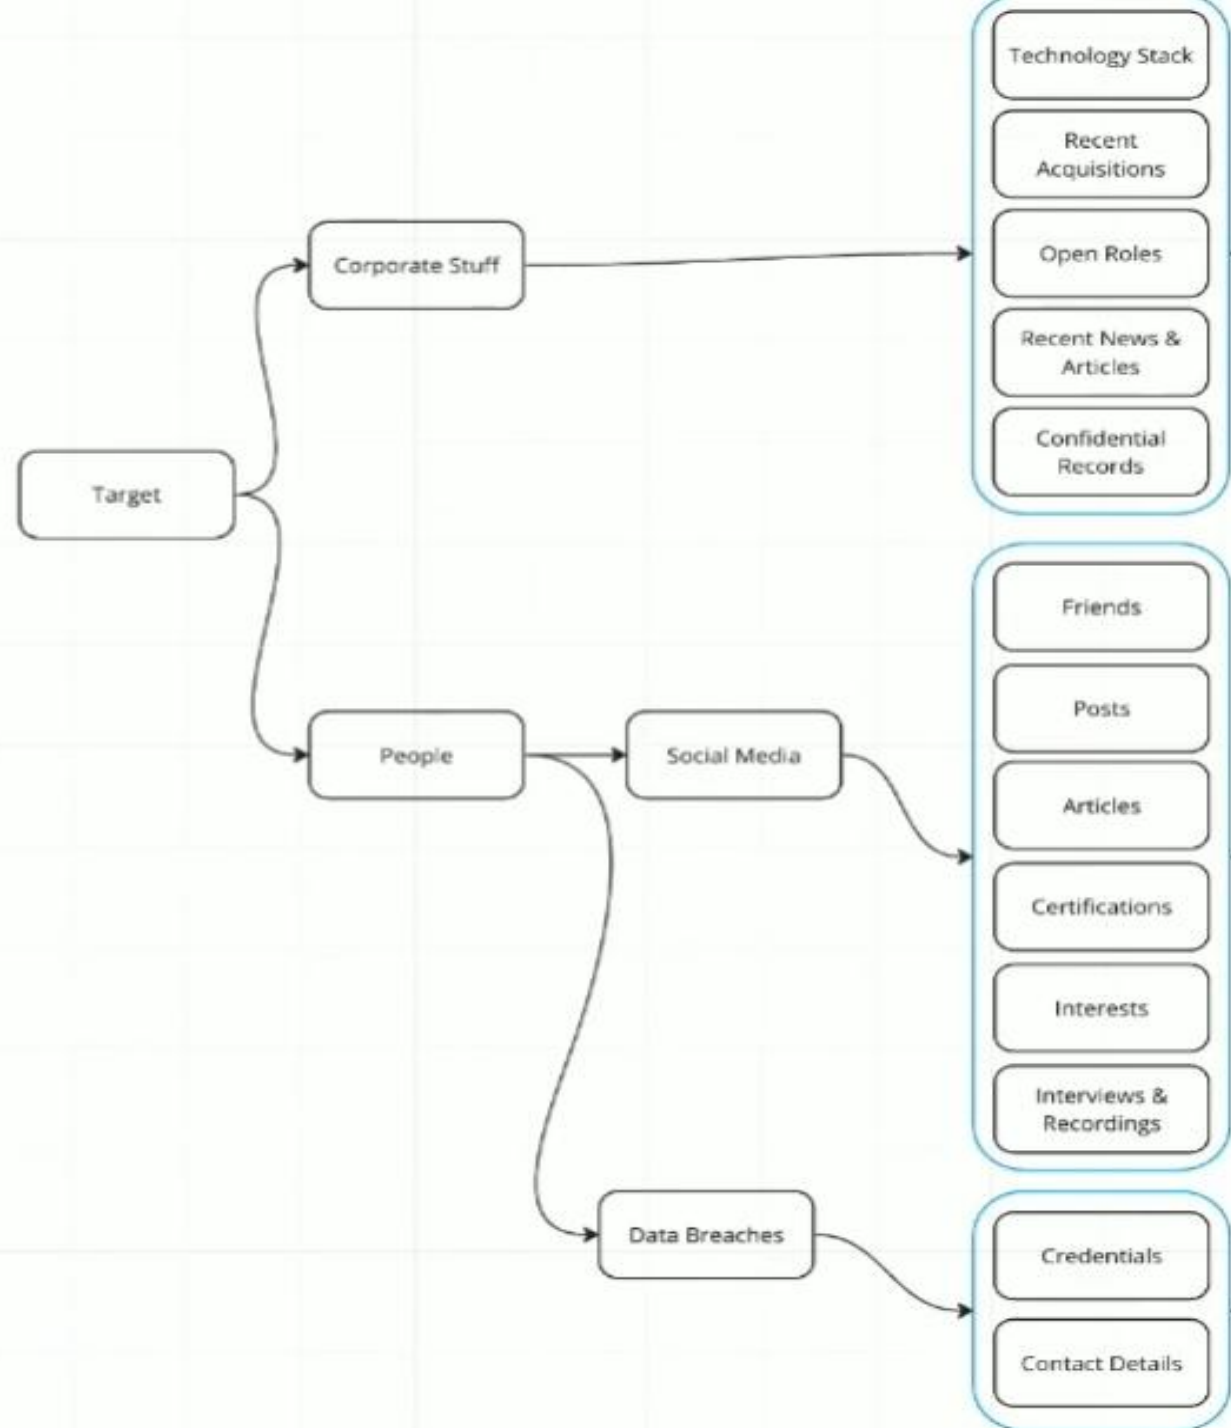 Technology Stack
Recent
Acquisitions
Open Roles
Recent News &
Articles
Confidential
Records
Corporate Stuff
Target
People
Social Media
Friends
Posts
Articles
Certifications
Interests
Interviews &
Recordings
Data Breaches
Credentials
Contact Details